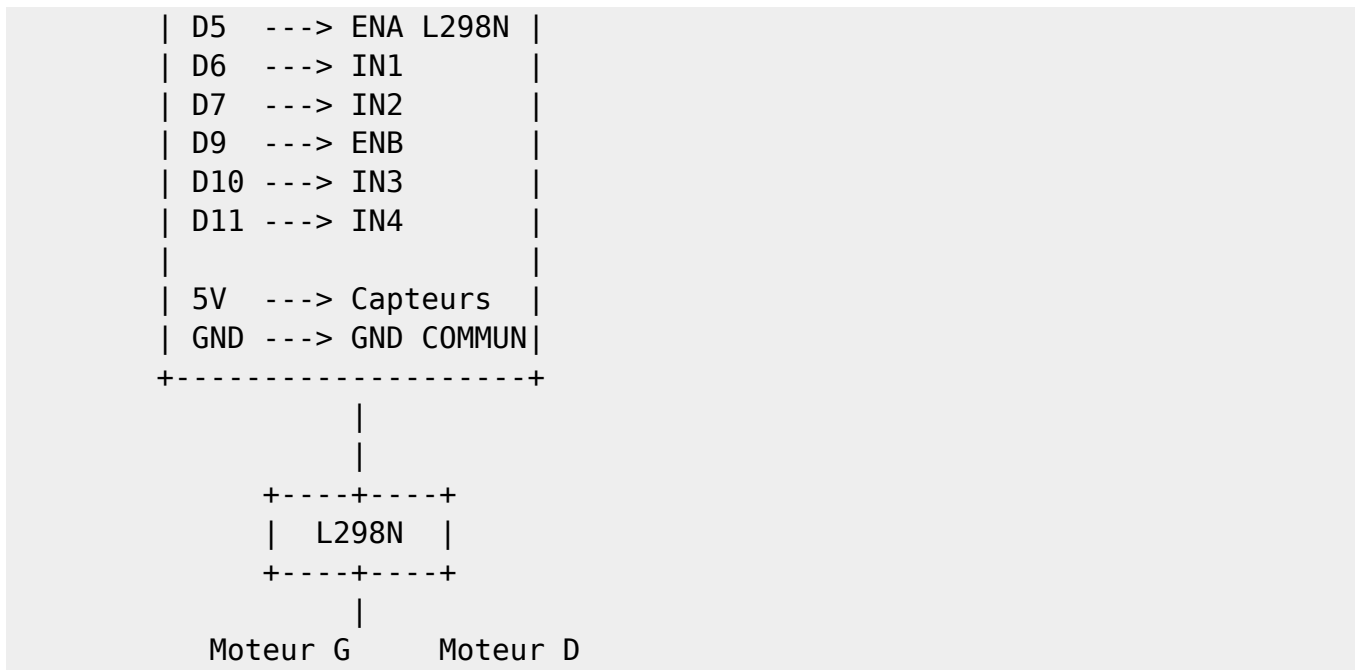 | D5  ---> ENA L298N |
| D6  ---> IN1       |
| D7  ---> IN2       |
| D9  ---> ENB       |
| D10 ---> IN3       |
| D11 ---> IN4       |
|                    |
| 5V  ---> Capteurs  |
| GND ---> GND COMMUN|
+--------------------+
|
|
+----+----+
|  L298N  |
+----+----+
|
Moteur G     Moteur D